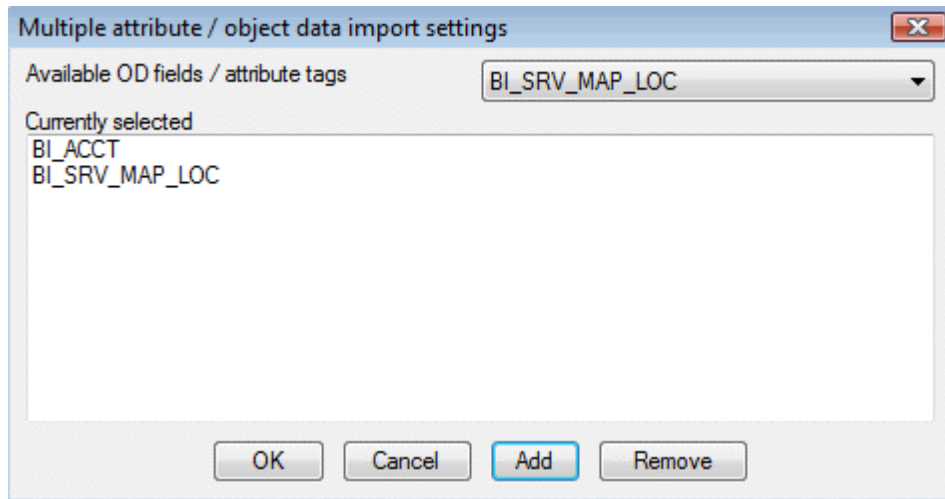 Multiple attribute / object data import settings
Available OD fields / attribute tags
BI_SRV_MAP_LOC
Currently selected
BI_ACCT
BI_SRV_MAP_LOC
OK Cancel Add Remove